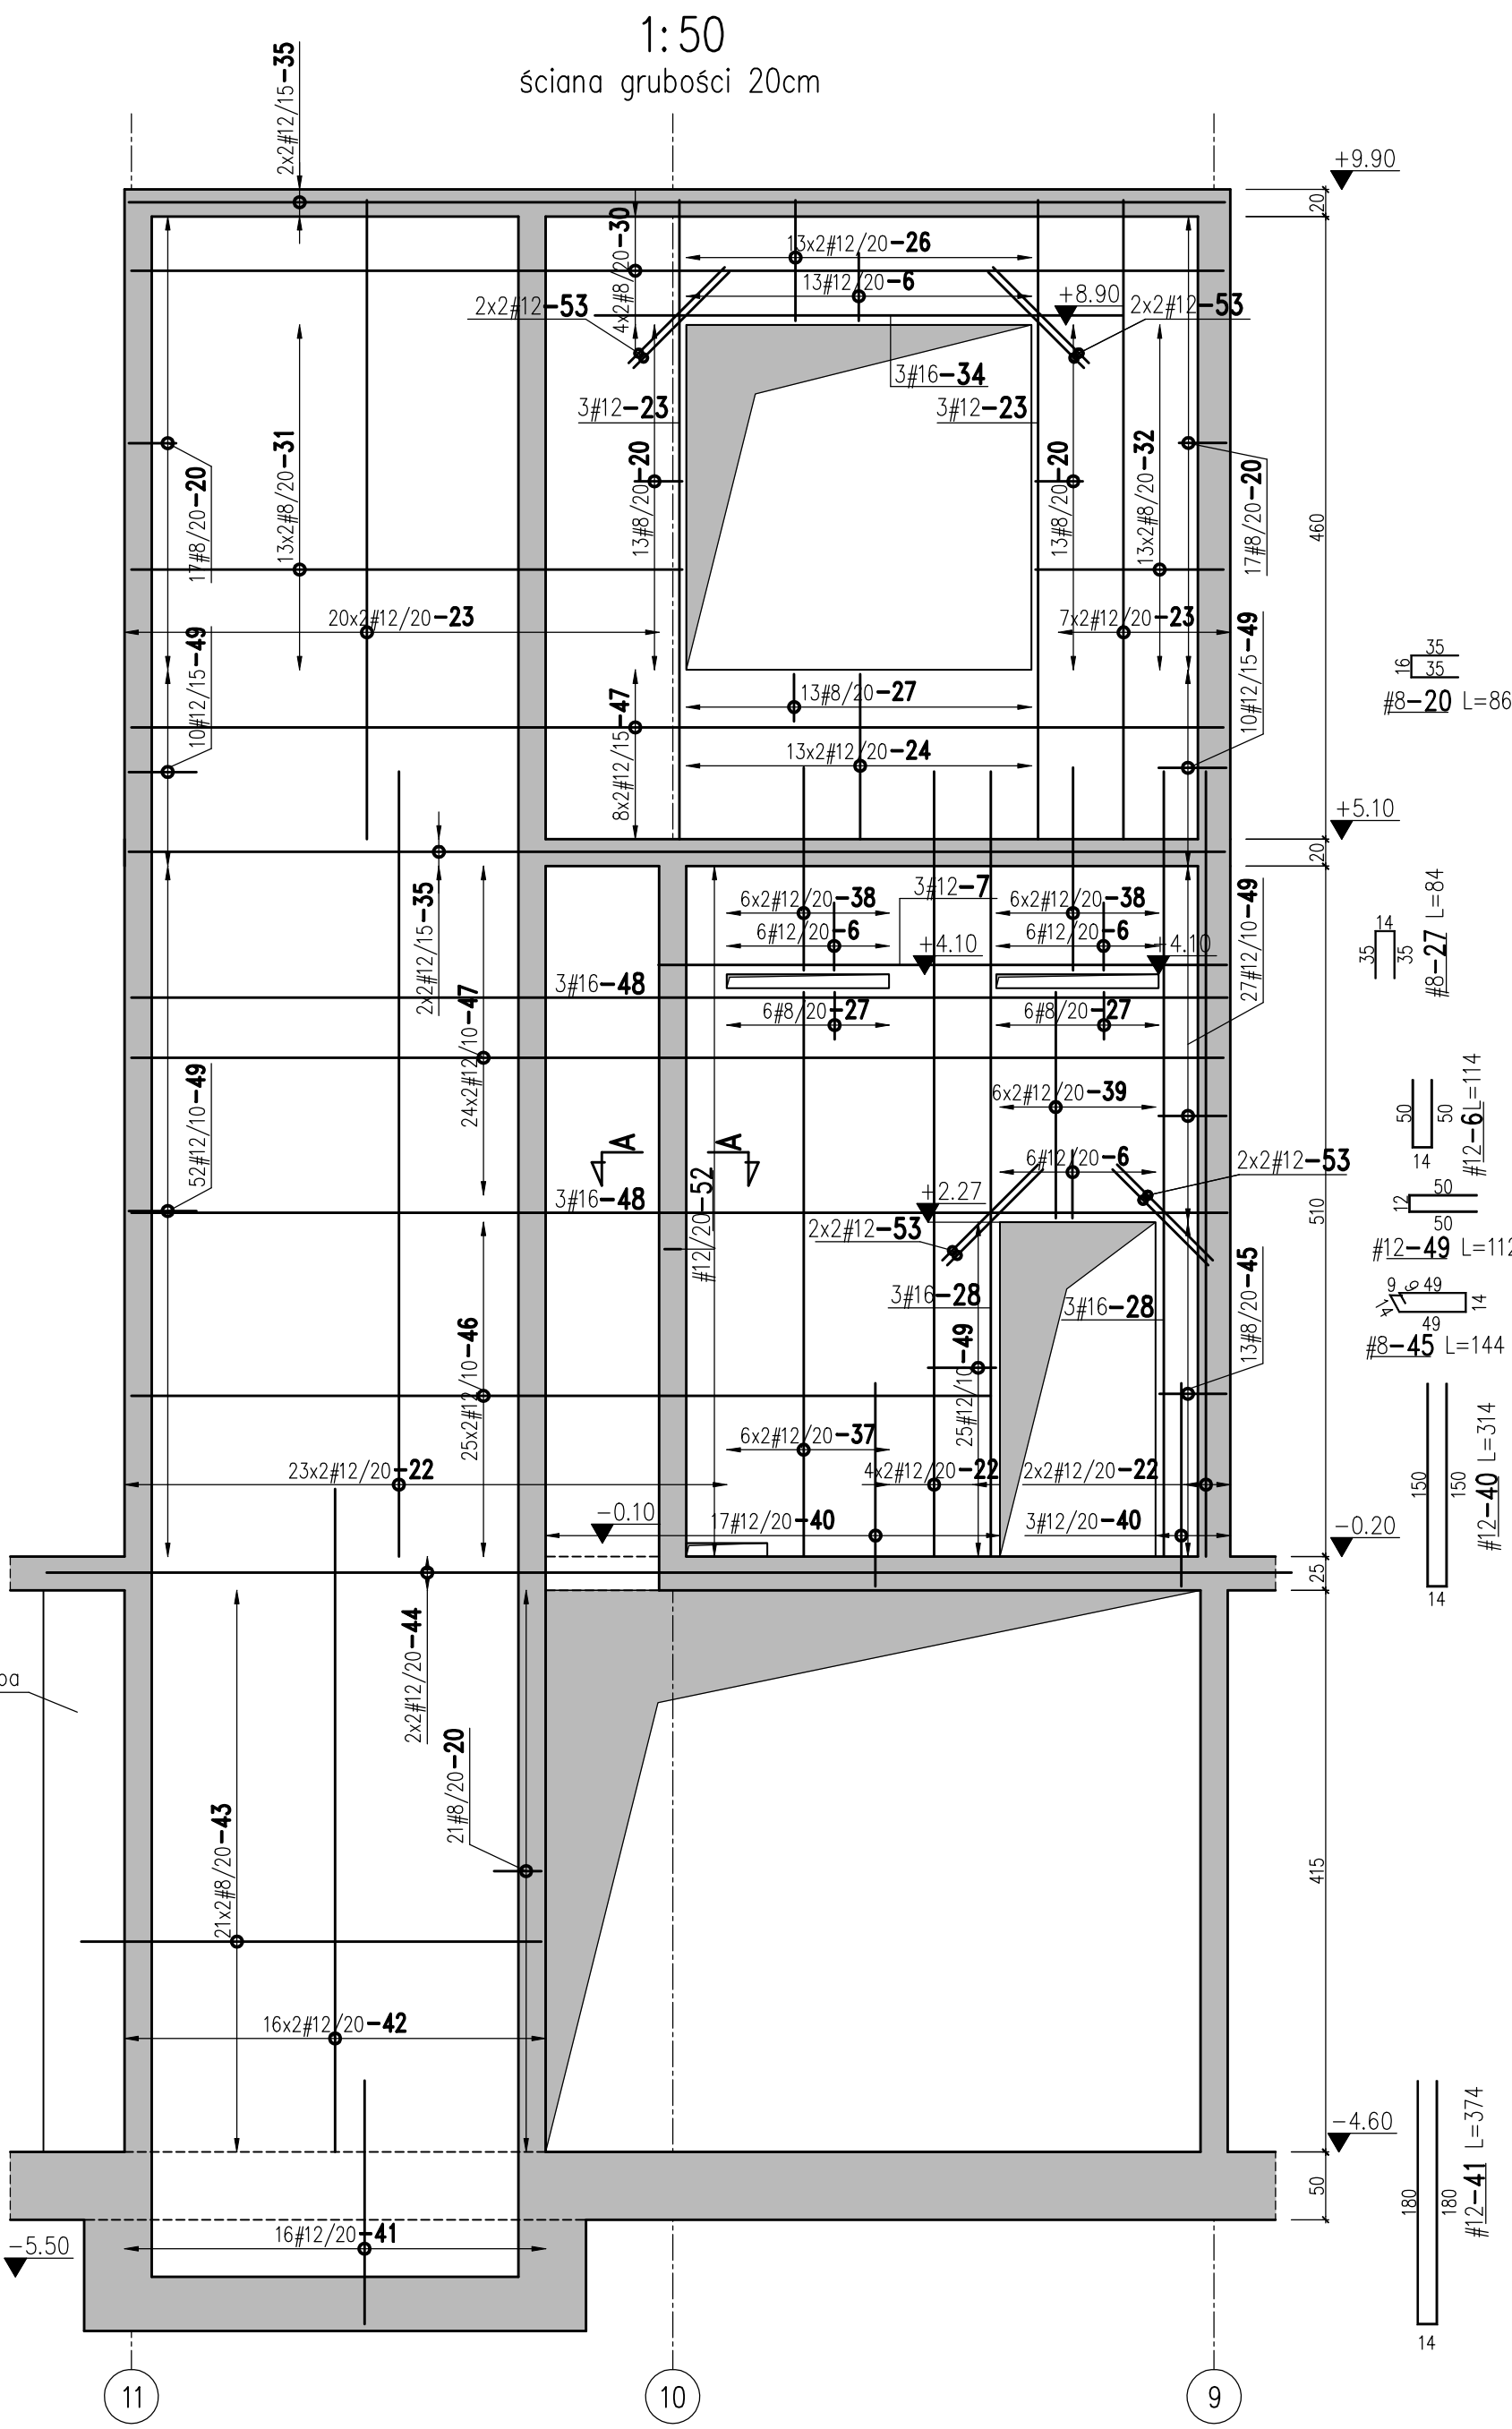 1:50
ściana grubości 20cm
2x2#12/15-35
+9.90
20
4x2#8/20-30
13x2#12/20-26
13#12/20-6
2x2#12-53
+8.90
2x2#12-53
3#16-34
3#12-23
3#12-23
17#8/20-20
13x2#8/20-31
13#8/20-20
13#8/20-20
13x2#8/20-32
17#8/20-20
460
20x2#12/20-23
7x2#12/20-23
10#12/15-49
10#12/15-49
8x2#12/15-47
13#8/20-27
13x2#12/20-24
35
16
35
#8-20 L=86
+5.10
20
2x2#12/15-35
6x2#12/20-38
3#12-7
6x2#12/20-38
6#12/20-6
6#12/20-6
+4.10
+4.10
27#12/10-49
14
35
35
#8-27 L=84
3#16-48
24x2#12/10-47
6#8/20-27
6#8/20-27
52#12/10-49
6x2#12/20-39
50
50
14
#12-6 L=114
A
A
6#12/20-6
2x2#12-53
3#16-48
#12/20-52
+2.27
2x2#12-53
510
50
12
50
#12-49 L=112
3#16-28
3#16-28
13#8/20-45
9
6
49
14
14
49
#8-45 L=144
25x2#12/10-46
25#12/10-49
6x2#12/20-37
23x2#12/20-22
4x2#12/20-22
2x2#12/20-22
-0.10
17#12/20-40
3#12/20-40
-0.20
25
150
150
14
#12-40 L=314
2x2#12/20-44
21#8/20-20
21x2#8/20-43
415
16x2#12/20-42
-4.60
50
16#12/20-41
-5.50
180
180
14
#12-41 L=374
11
10
9